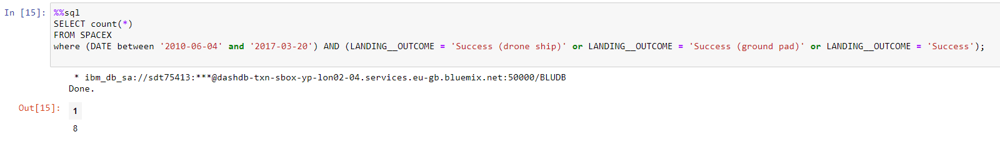 In [15]: %%sql
SELECT count(*)
FROM SPACEX
where (DATE between '2010-06-04' and '2017-03-20') AND (LANDING__OUTCOME = 'Success (drone ship)' or LANDING__OUTCOME = 'Success (ground pad)' or LANDING__OUTCOME = 'Success');
* ibm_db_sa://sdt75413:***@dashdb-txn-sbox-yp-lon02-04.services.eu-gb.bluemix.net:50000/BLUDB
Done.
Out[15]: 1
8